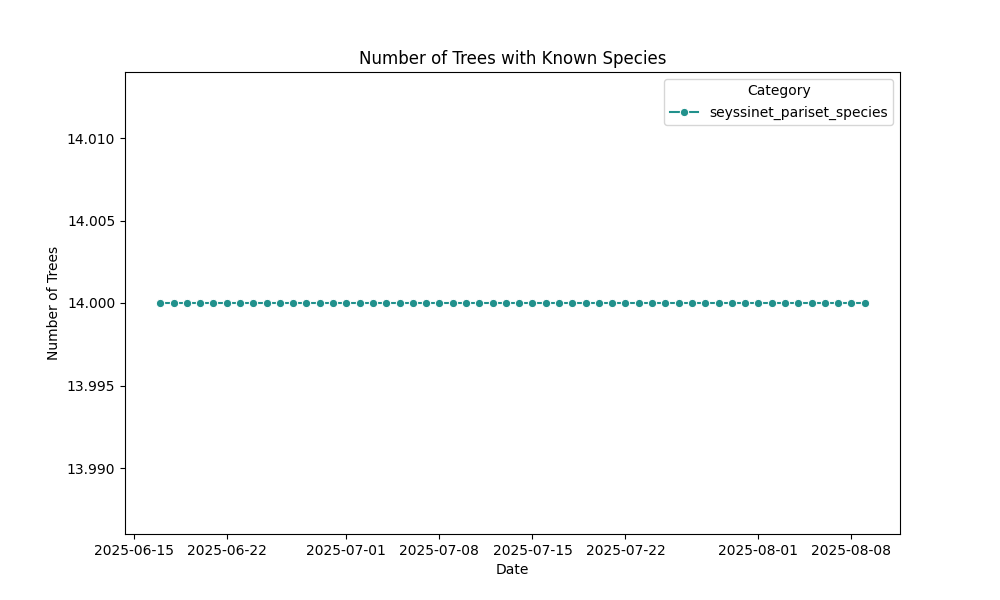 Number of Trees with Known Species
Category
seyssinet_pariset_species
14.010
14.005
14.000
13.995
13.990
Number of Trees
2025-06-15 2025-06-22 2025-07-01 2025-07-08 2025-07-15 2025-07-22 2025-08-01 2025-08-08
Date